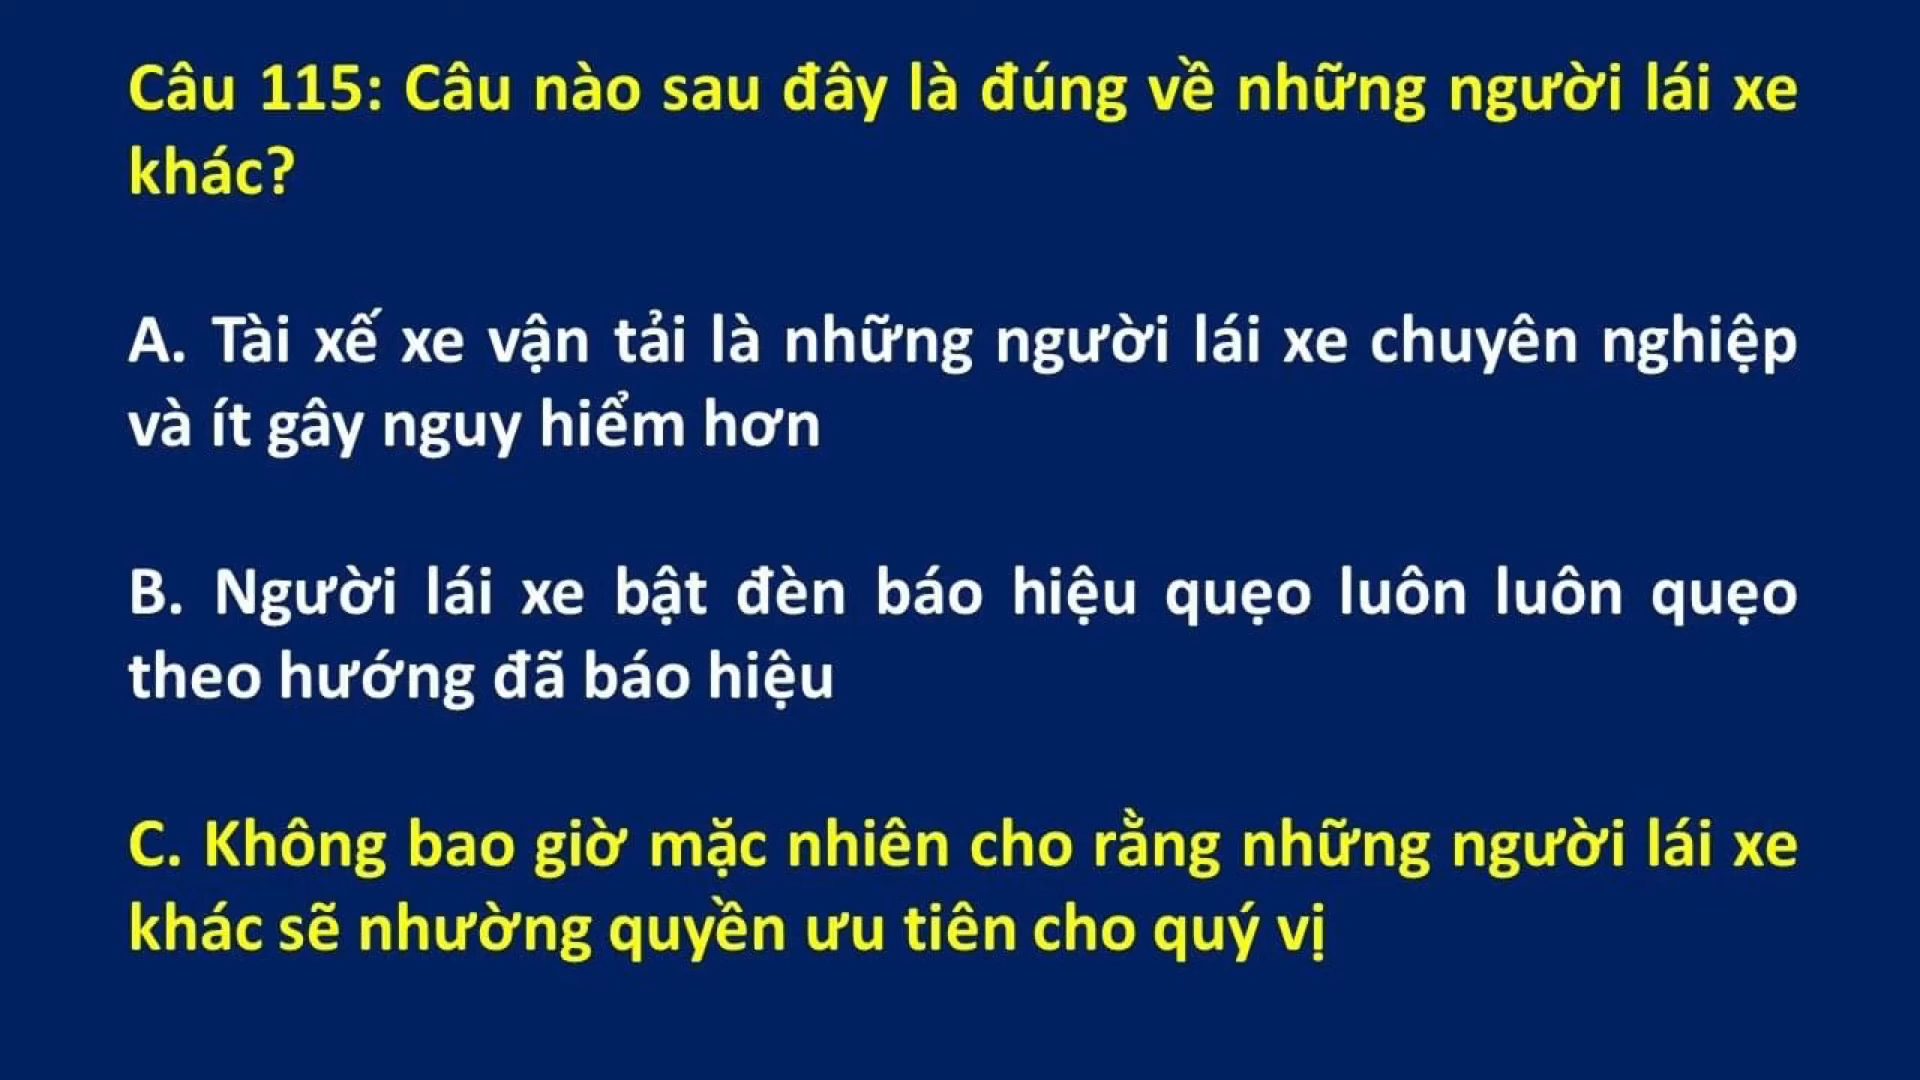 Câu 115: Câu nào sau đây là đúng về những người lái xe
khác?
A. Tài xế xe vận tải là những người lái xe chuyên nghiệp
và ít gây nguy hiểm hơn
B. Người lái xe bật đèn báo hiệu quẹo luôn luôn quẹo
theo hướng đã báo hiệu
C. Không bao giờ mặc nhiên cho rằng những người lái xe
khác sẽ nhường quyền ưu tiên cho quý vị